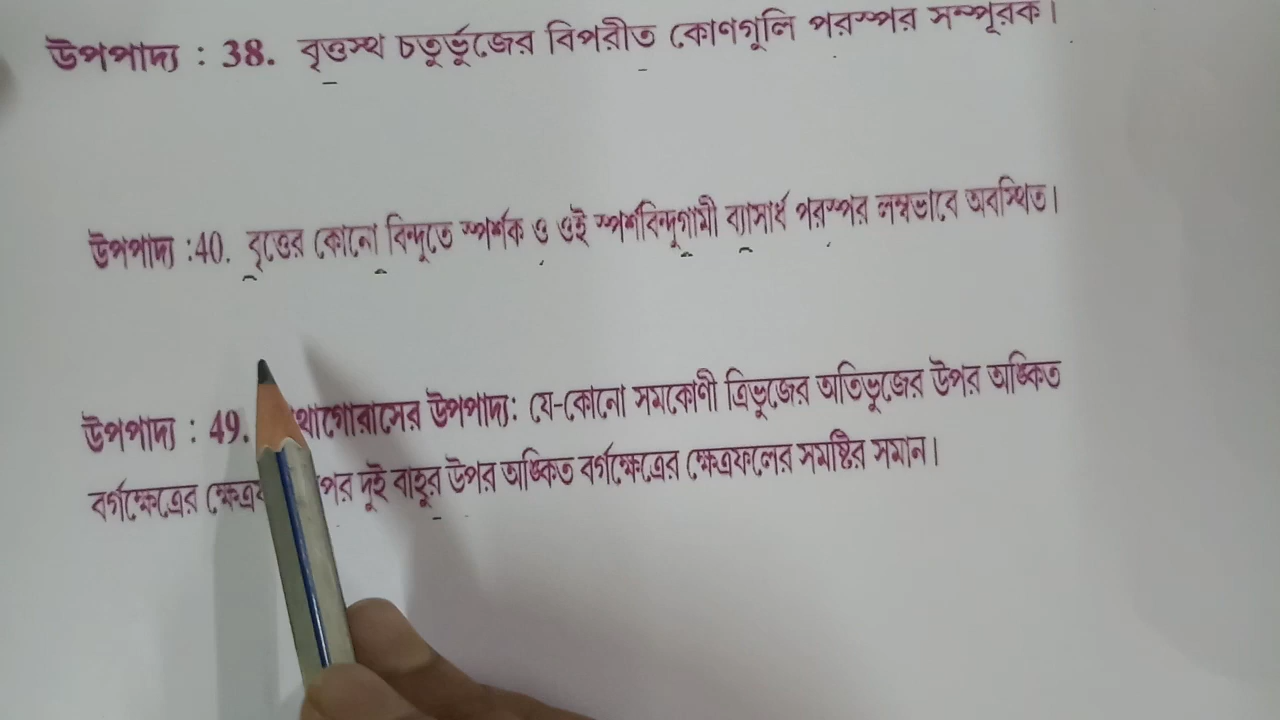 উপপাদ্য : 38. বৃত্তস্থ চতুর্ভুজের বিপরীত কোণগুলি পরস্পর সম্পূরক।
উপপাদ্য :40. বৃত্তের কোনো বিন্দুতে স্পর্শক ও ওই স্পর্শবিন্দুগামী ব্যাসার্ধ পরস্পর লম্বভাবে অবস্থিত।
উপপাদ্য : 49. উপপাদ্য: যে-কোনো সমকোণী ত্রিভুজের অতিভুজের উপর অঙ্কিত
বর্গক্ষেত্রের দুই বাহুর উপর অঙ্কিত বর্গক্ষেত্রের ক্ষেত্রফলের সমষ্টির সমান।